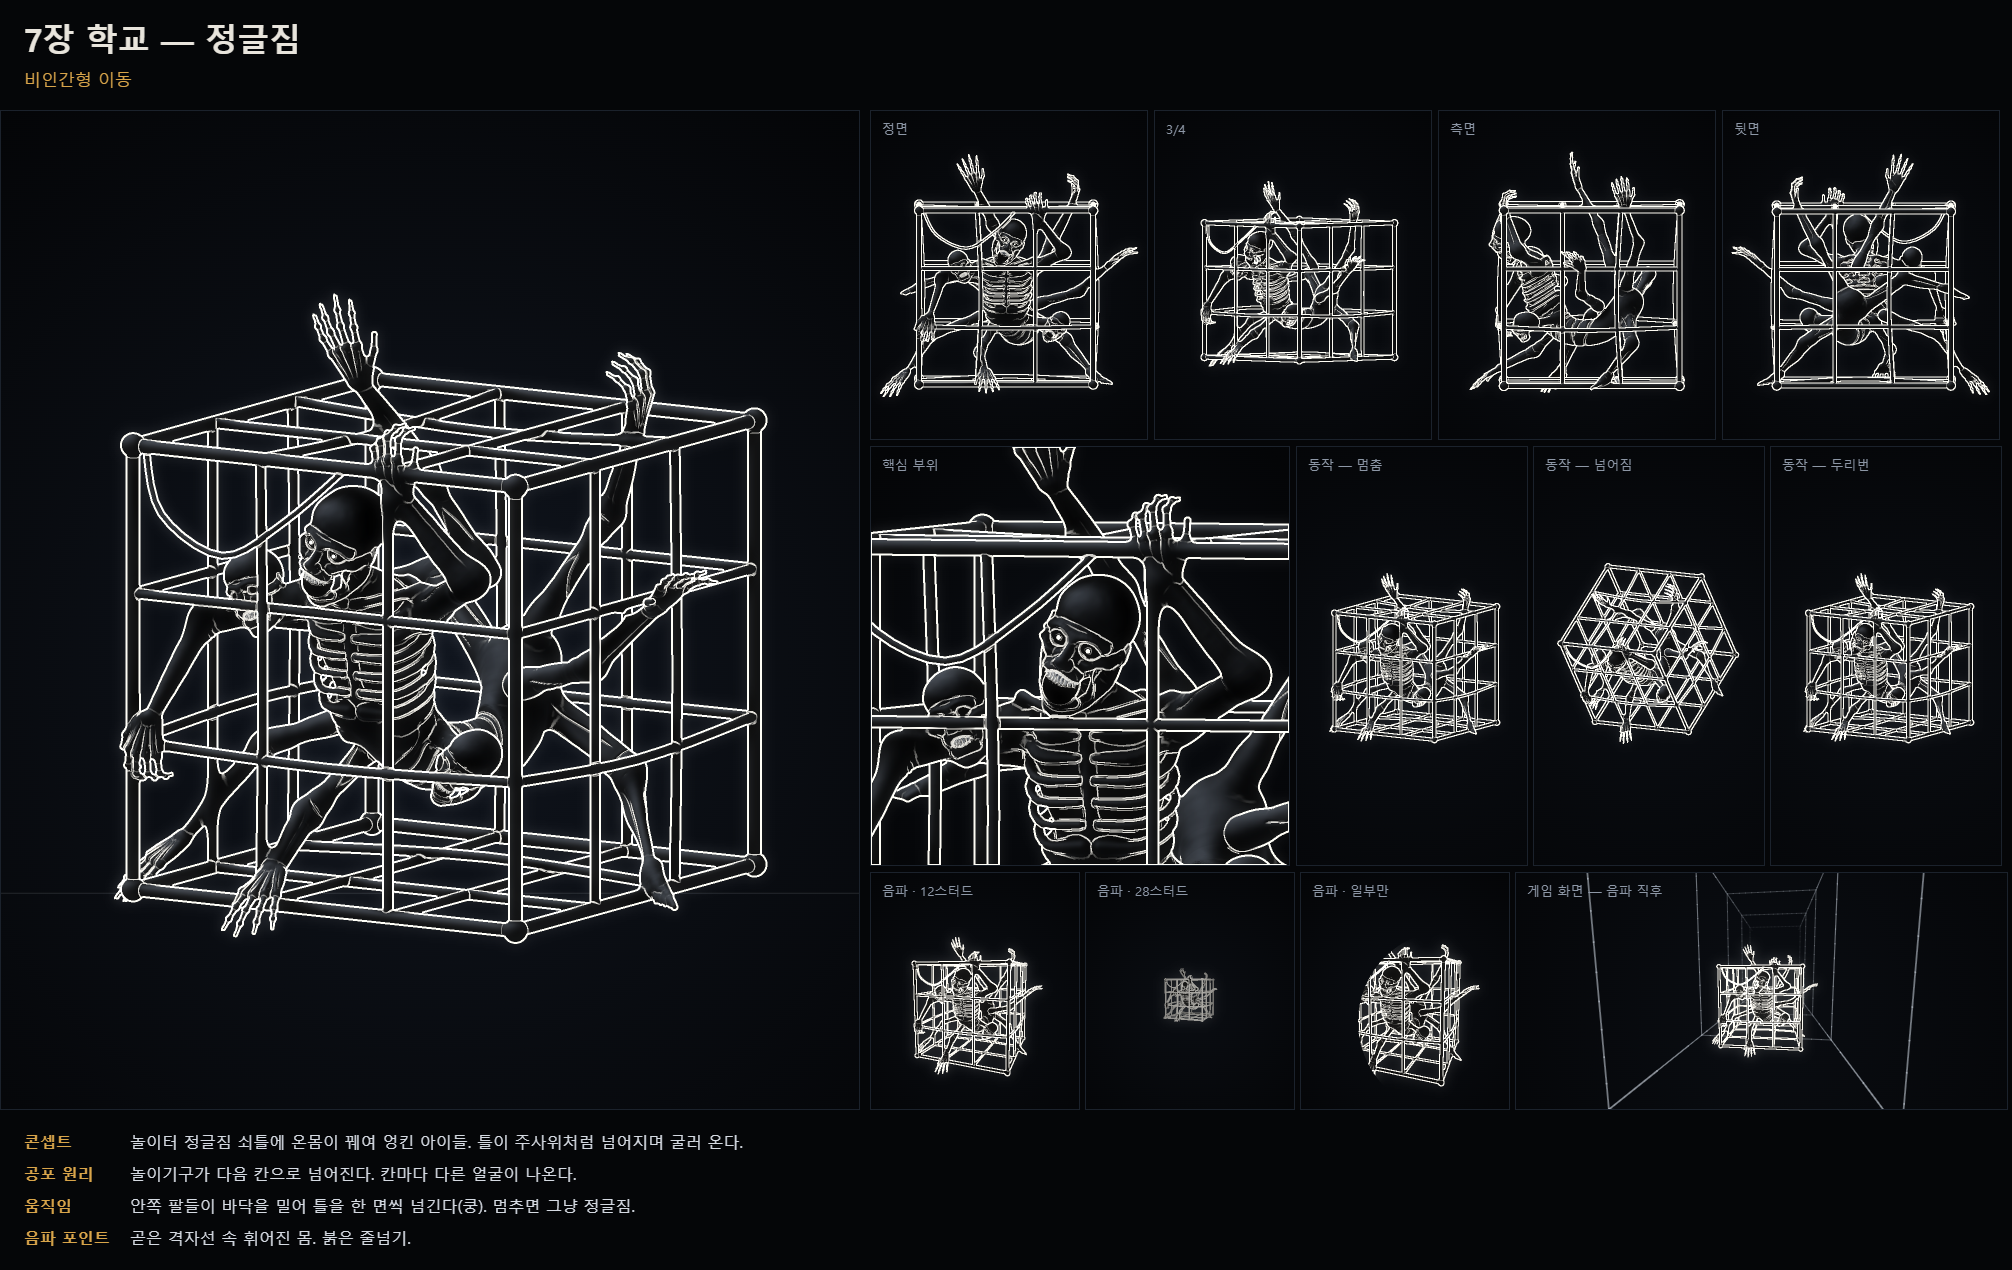 7장 학교 — 정글짐
비인간형 이동
정면
3/4
측면
뒷면
핵심 부위
동작 — 멈춤
동작 — 넘어짐
동작 — 두리번
음파 · 12스터드
음파 · 28스터드
음파 · 일부만
게임 화면 — 음파 직후
콘셉트 놀이터 정글짐 쇠틀에 온몸이 꿰여 엉킨 아이들. 틀이 주사위처럼 넘어지며 굴러 온다.
공포 원리 놀이기구가 다음 칸으로 넘어진다. 칸마다 다른 얼굴이 나온다.
움직임 안쪽 팔들이 바닥을 밀어 틀을 한 면씩 넘긴다(쿵). 멈추면 그냥 정글짐.
음파 포인트 곧은 격자선 속 휘어진 몸. 붉은 줄넘기.